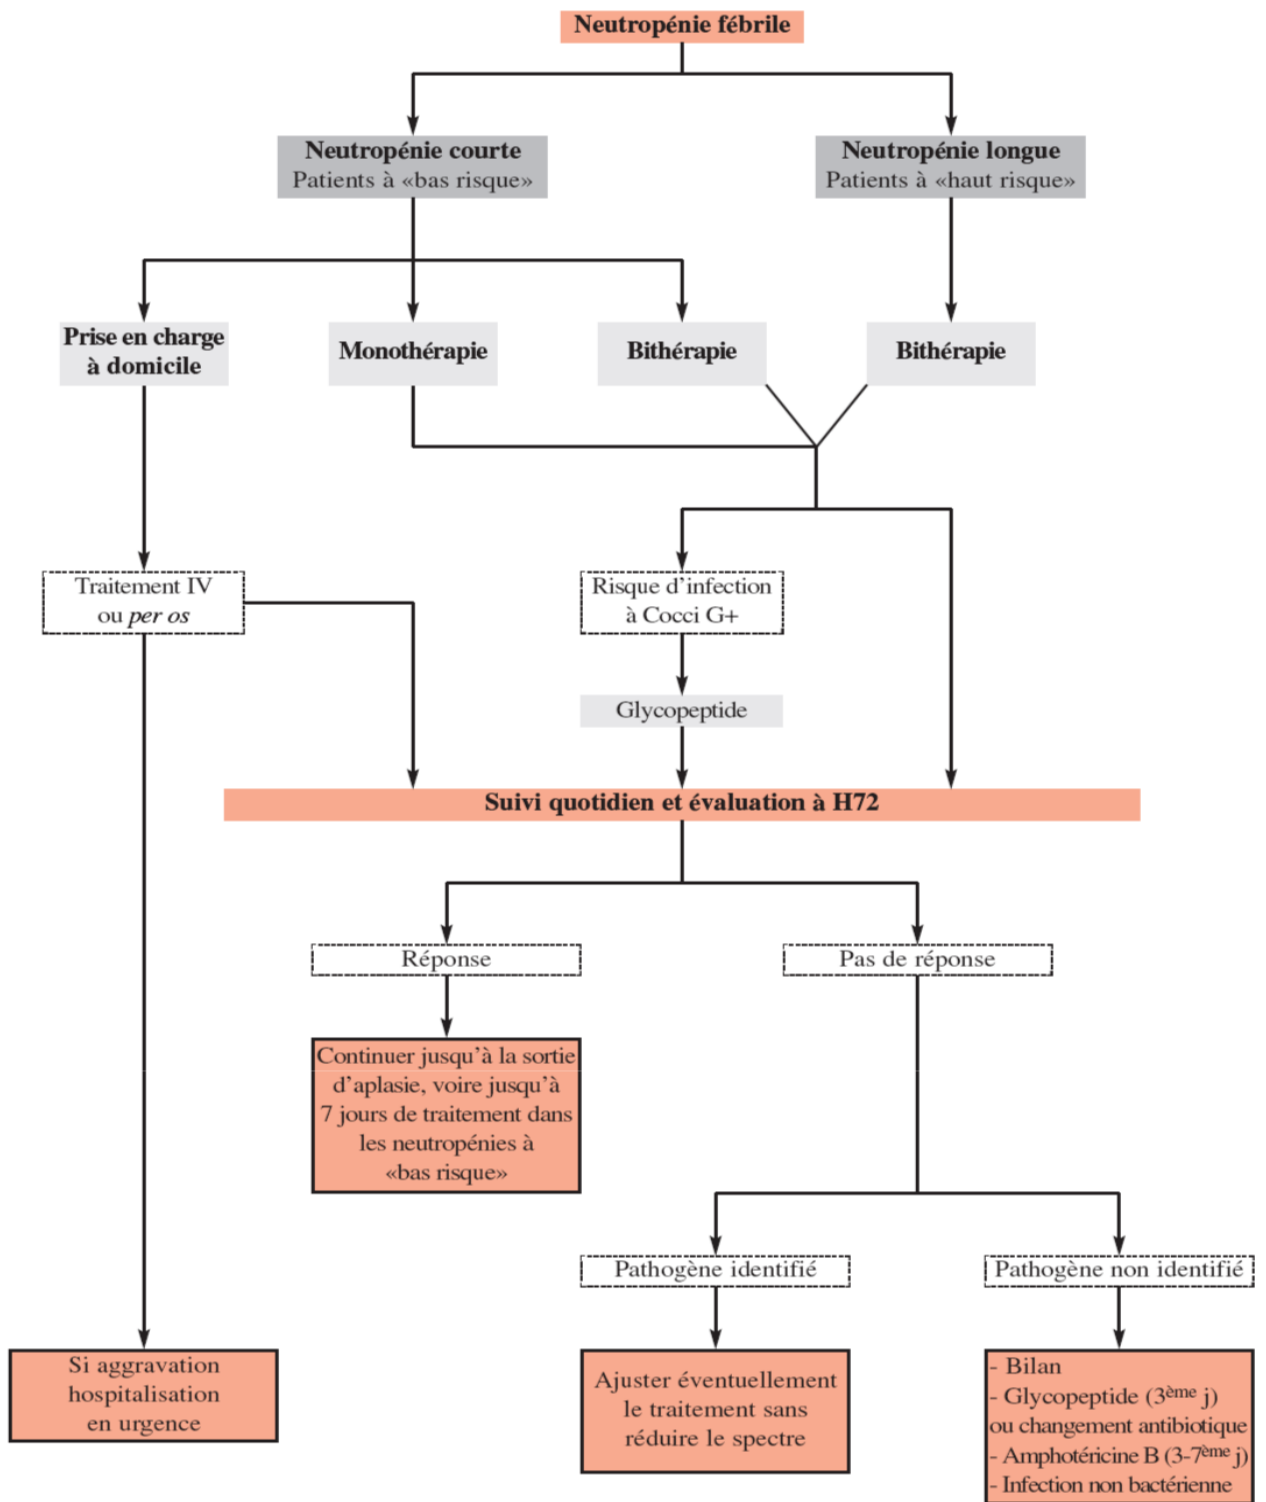 Neutropénie fébrile
Neutropénie courte
Patients à «bas risque»
Neutropénie longue
Patients à «haut risque»
Prise en charge
à domicile
Monothérapie
Bithérapie
Bithérapie
Traitement IV
ou per os
Risque d'infection
à Cocci G+
Glycopeptide
Suivi quotidien et évaluation à H72
Réponse
Pas de réponse
Continuer jusqu'à la sortie
d'aplasie, voire jusqu'à
7 jours de traitement dans
les neutropénies à
«bas risque»
Pathogène identifié
Pathogène non identifié
Si aggravation
hospitalisation
en urgence
Ajuster éventuellement
le traitement sans
réduire le spectre
- Bilan
- Glycopeptide (3ème j)
ou changement antibiotique
- Amphotéricine B (3-7ème j)
- Infection non bactérienne